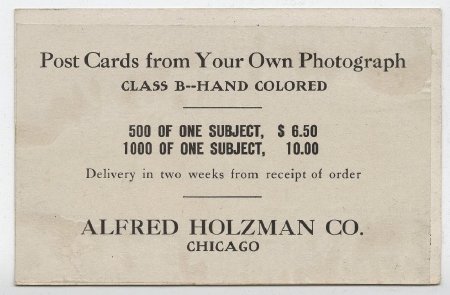 Post Cards from Your Own Photograph
CLASS B--HAND COLORED
500 OF ONE SUBJECT, $ 6.50
1000 OF ONE SUBJECT, 10.00
Delivery in two weeks from receipt of order
ALFRED HOLZMAN CO.
CHICAGO